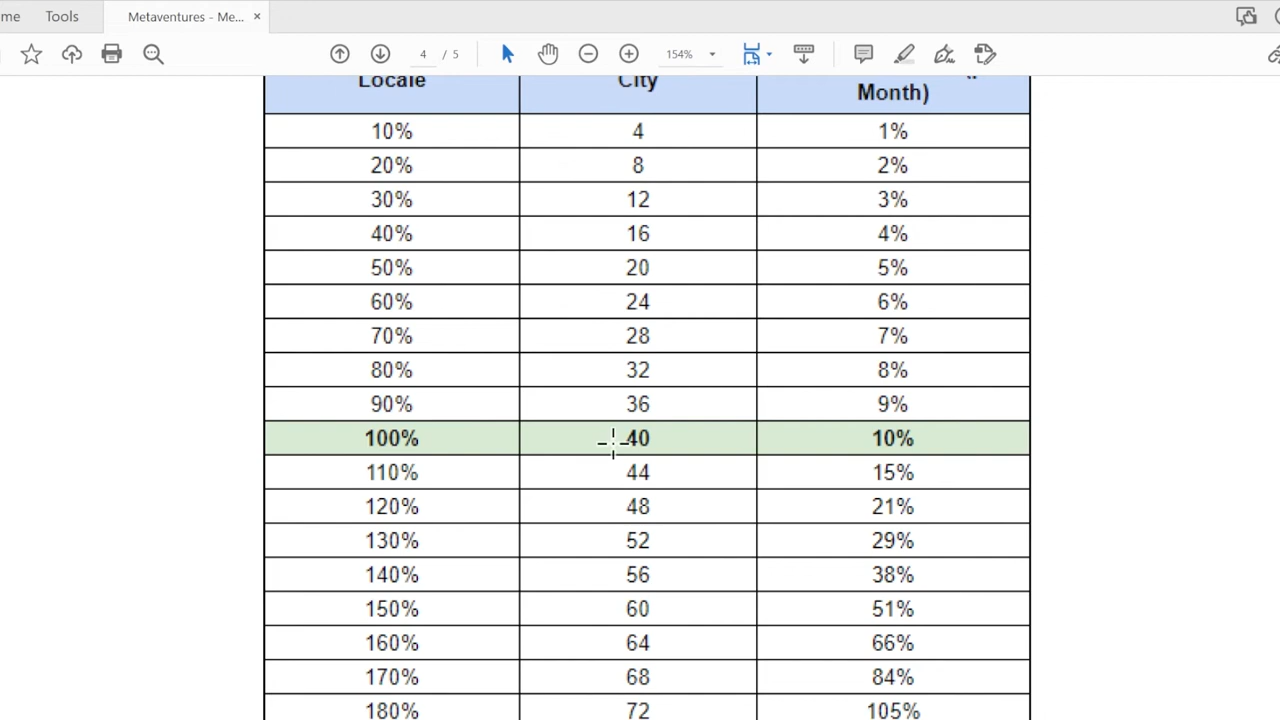 me Tools Metaventures - Me... ×
4 / 5 154%
Locale City
Month)
10% 4 1%
20% 8 2%
30% 12 3%
40% 16 4%
50% 20 5%
60% 24 6%
70% 28 7%
80% 32 8%
90% 36 9%
100% 40 10%
110% 44 15%
120% 48 21%
130% 52 29%
140% 56 38%
150% 60 51%
160% 64 66%
170% 68 84%
180% 72 105%